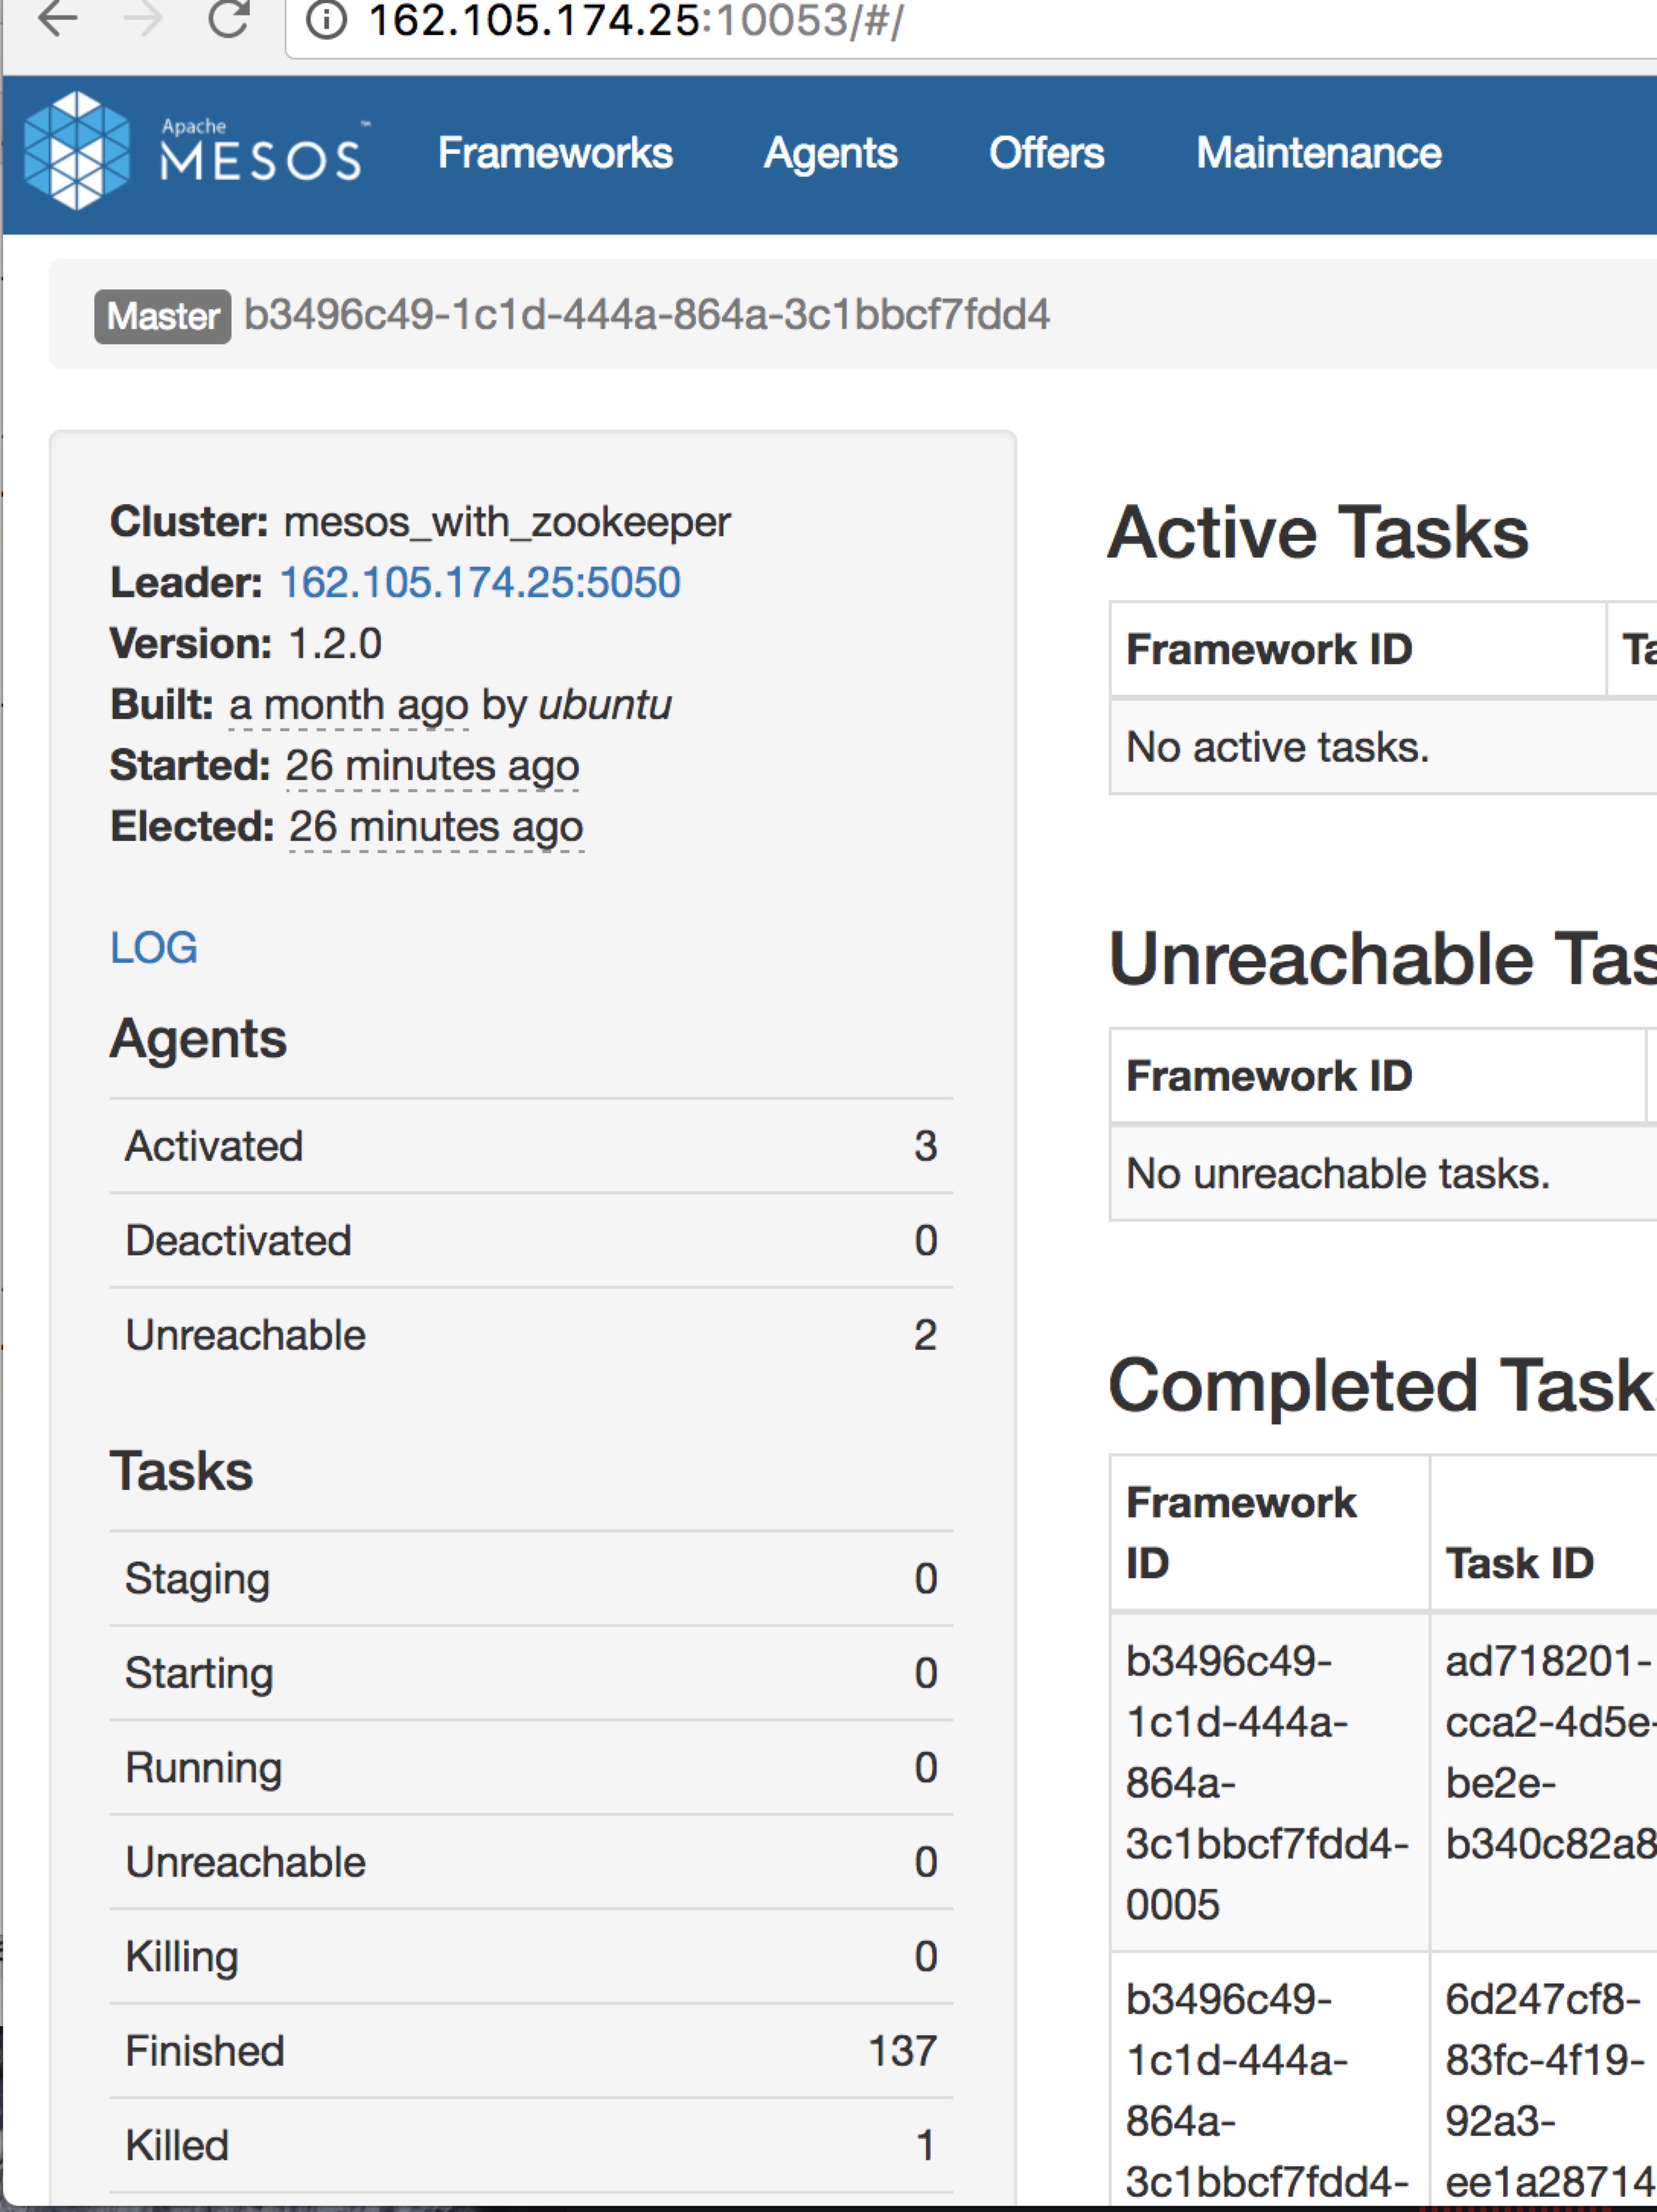 162.105.174.25:10053/#/
Apache
MESOS™
Frameworks Agents Offers Maintenance
Master b3496c49-1c1d-444a-864a-3c1bbcf7fdd4
Cluster: mesos_with_zookeeper
Leader: 162.105.174.25:5050
Version: 1.2.0
Built: a month ago by ubuntu
Started: 26 minutes ago
Elected: 26 minutes ago
LOG
Agents
Activated 3
Deactivated 0
Unreachable 2
Tasks
Staging 0
Starting 0
Running 0
Unreachable 0
Killing 0
Finished 137
Killed 1
Active Tasks
Framework ID Ta
No active tasks.
Unreachable Tas
Framework ID
No unreachable tasks.
Completed Tasks
Framework
ID
Task ID
b3496c49-
1c1d-444a-
864a-
3c1bbcf7fdd4-
0005
ad718201-
cca2-4d5e-
be2e-
b340c82a8
b3496c49-
1c1d-444a-
864a-
3c1bbcf7fdd4-
6d247cf8-
83fc-4f19-
92a3-
ee1a28714